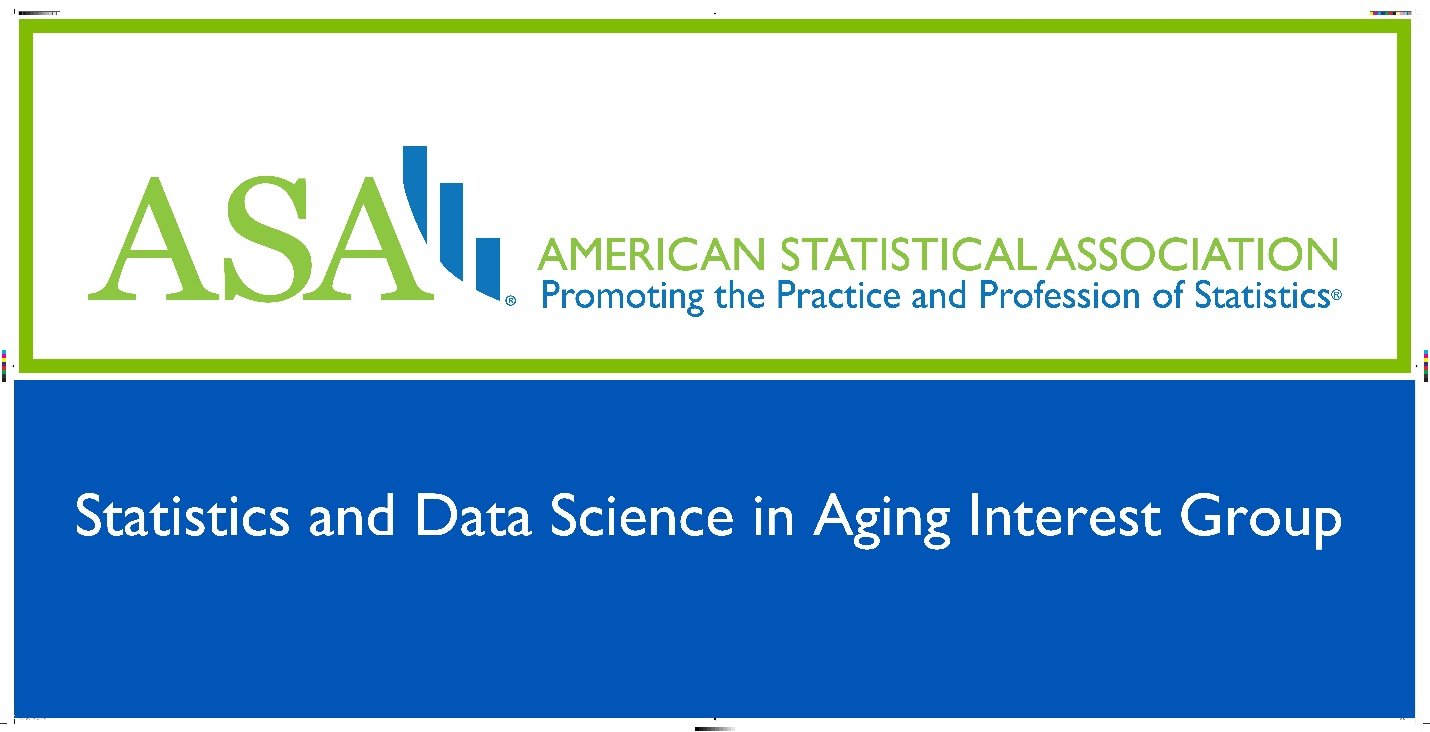 ASA®
AMERICAN STATISTICAL ASSOCIATION
Promoting the Practice and Profession of Statistics®
Statistics and Data Science in Aging Interest Group